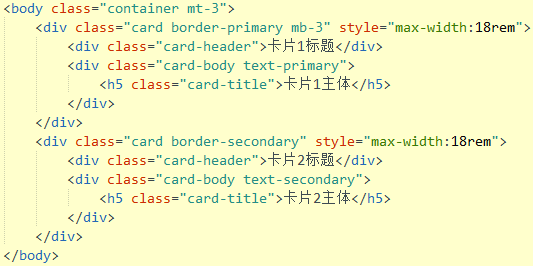 <body class="container mt-3">
<div class="card border-primary mb-3" style="max-width:18rem">
<div class="card-header">卡片1标题</div>
<div class="card-body text-primary">
<h5 class="card-title">卡片1主体</h5>
</div>
</div>
<div class="card border-secondary" style="max-width:18rem">
<div class="card-header">卡片2标题</div>
<div class="card-body text-secondary">
<h5 class="card-title">卡片2主体</h5>
</div>
</div>
</body>